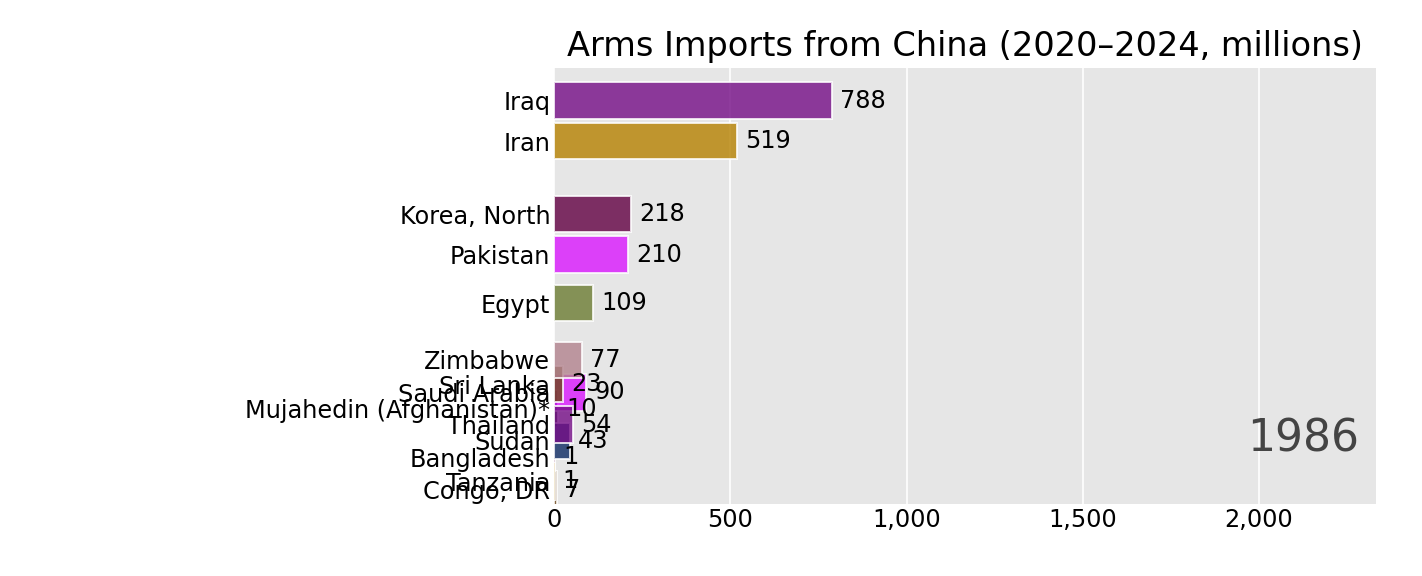 Arms Imports from China (2020–2024, millions)
Iraq 788
Iran 519
Korea, North 218
Pakistan 210
Egypt 109
Zimbabwe 77
Sri Lanka 23
Saudi Arabia 90
Mujahedin (Afghanistan)* 10
Thailand 54
Sudan 43
Bangladesh 1
Tanzania 1
Congo, DR 7
1986
0 500 1,000 1,500 2,000